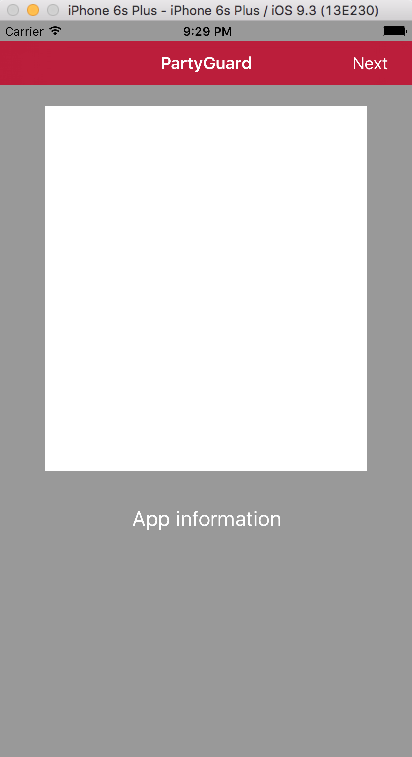 iPhone 6s Plus - iPhone 6s Plus / iOS 9.3 (13E230)
Carrier 9:29 PM
PartyGuard Next
App information